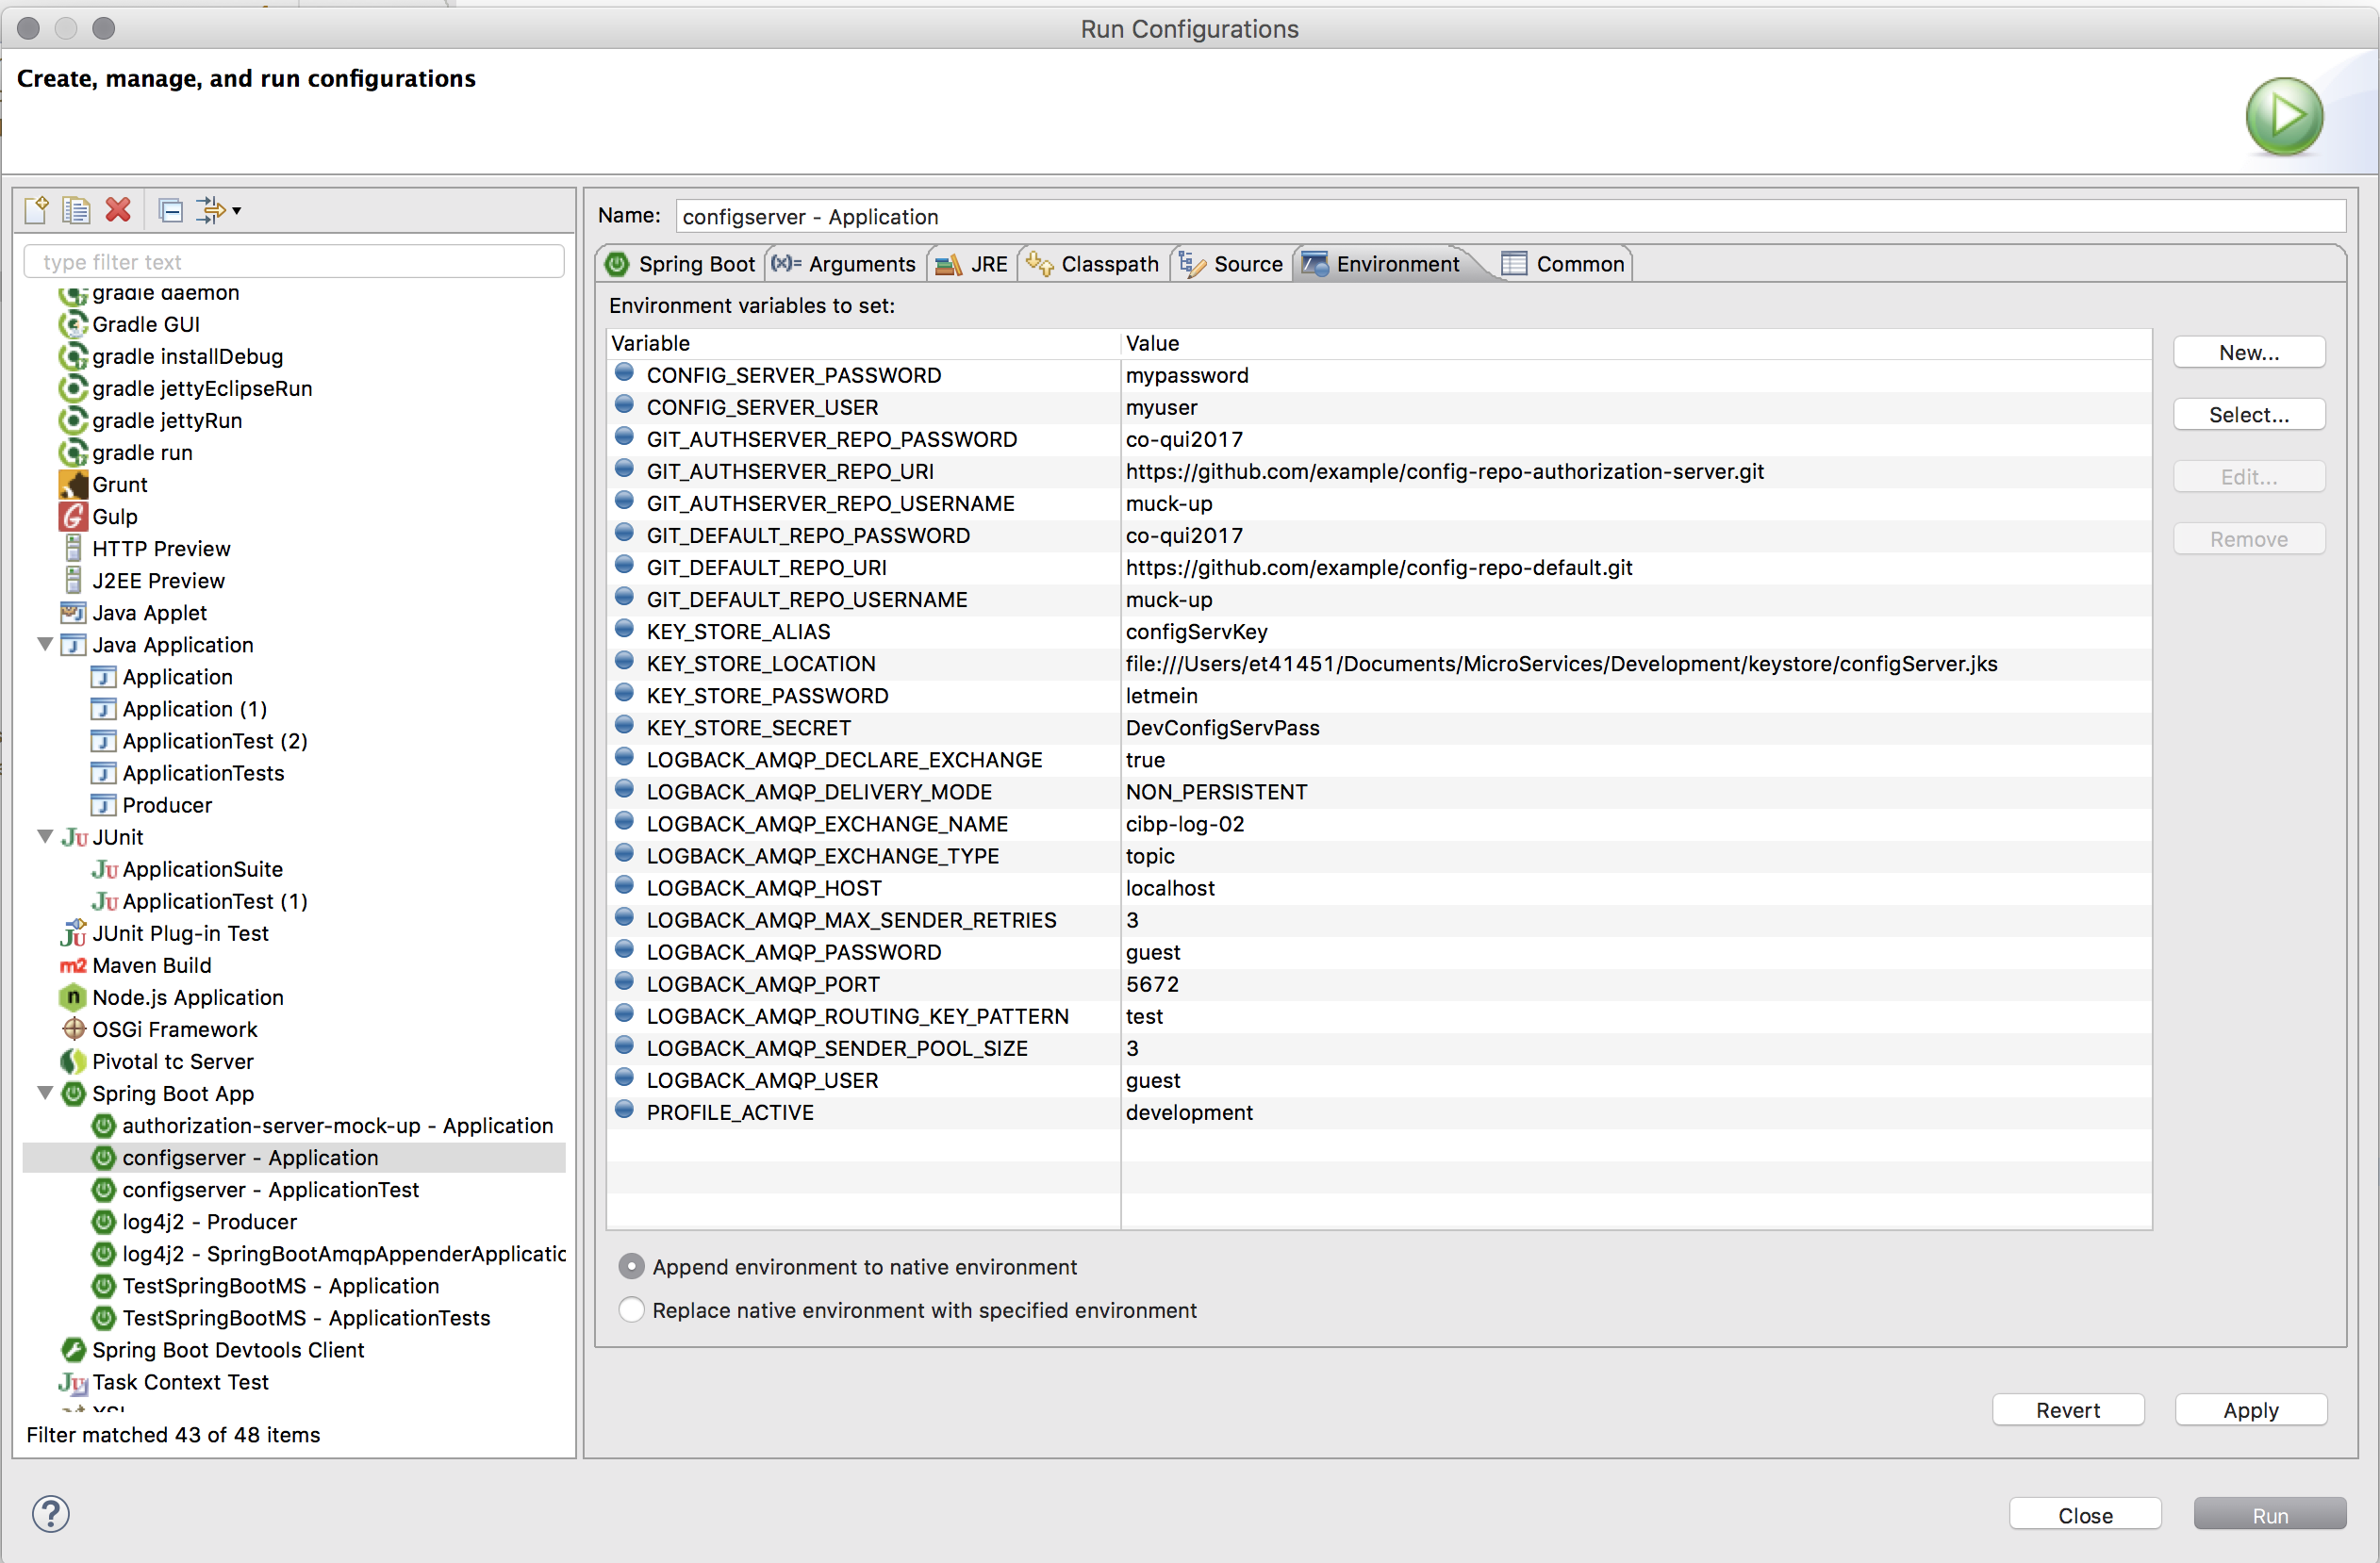 Run Configurations
Create, manage, and run configurations
type filter text
gradle daemon
Gradle GUI
gradle installDebug
gradle jettyEclipseRun
gradle jettyRun
gradle run
Grunt
Gulp
HTTP Preview
J2EE Preview
Java Applet
Java Application
Application
Application (1)
ApplicationTest (2)
ApplicationTests
Producer
JUnit
ApplicationSuite
ApplicationTest (1)
JUnit Plug-in Test
Maven Build
Node.js Application
OSGi Framework
Pivotal tc Server
Spring Boot App
authorization-server-mock-up - Application
configserver - Application
configserver - ApplicationTest
log4j2 - Producer
log4j2 - SpringBootAmqpAppenderApplicatic
TestSpringBootMS - Application
TestSpringBootMS - ApplicationTests
Spring Boot Devtools Client
Task Context Test
XSL
Filter matched 43 of 48 items
Name: configserver - Application
Spring Boot (x)= Arguments JRE Classpath Source Environment Common
Environment variables to set:
Variable Value
CONFIG_SERVER_PASSWORD mypassword
CONFIG_SERVER_USER myuser
GIT_AUTHSERVER_REPO_PASSWORD co-qui2017
GIT_AUTHSERVER_REPO_URI https://github.com/example/config-repo-authorization-server.git
GIT_AUTHSERVER_REPO_USERNAME muck-up
GIT_DEFAULT_REPO_PASSWORD co-qui2017
GIT_DEFAULT_REPO_URI https://github.com/example/config-repo-default.git
GIT_DEFAULT_REPO_USERNAME muck-up
KEY_STORE_ALIAS configServKey
KEY_STORE_LOCATION file:///Users/et41451/Documents/MicroServices/Development/keystore/configServer.jks
KEY_STORE_PASSWORD letmein
KEY_STORE_SECRET DevConfigServPass
LOGBACK_AMQP_DECLARE_EXCHANGE true
LOGBACK_AMQP_DELIVERY_MODE NON_PERSISTENT
LOGBACK_AMQP_EXCHANGE_NAME cibp-log-02
LOGBACK_AMQP_EXCHANGE_TYPE topic
LOGBACK_AMQP_HOST localhost
LOGBACK_AMQP_MAX_SENDER_RETRIES 3
LOGBACK_AMQP_PASSWORD guest
LOGBACK_AMQP_PORT 5672
LOGBACK_AMQP_ROUTING_KEY_PATTERN test
LOGBACK_AMQP_SENDER_POOL_SIZE 3
LOGBACK_AMQP_USER guest
PROFILE_ACTIVE development
New...
Select...
Edit...
Remove
Append environment to native environment
Replace native environment with specified environment
Revert Apply
Close Run